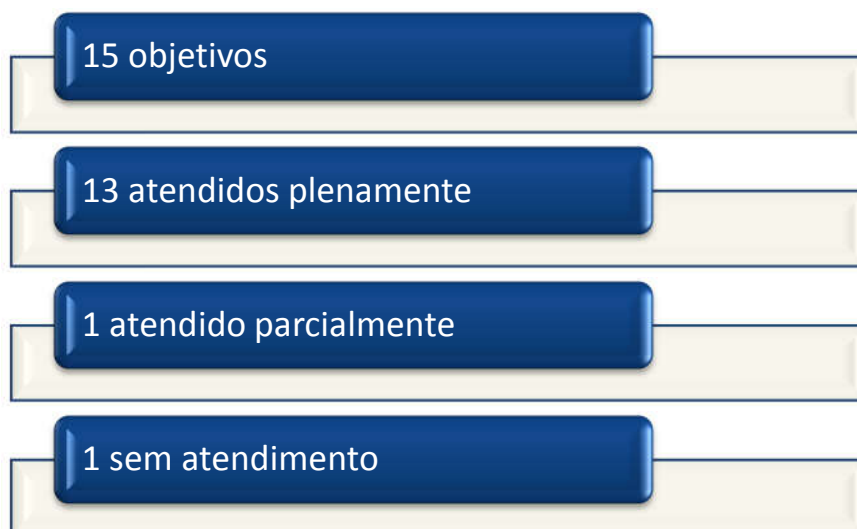 15 objetivos
13 atendidos plenamente
1 atendido parcialmente
1 sem atendimento